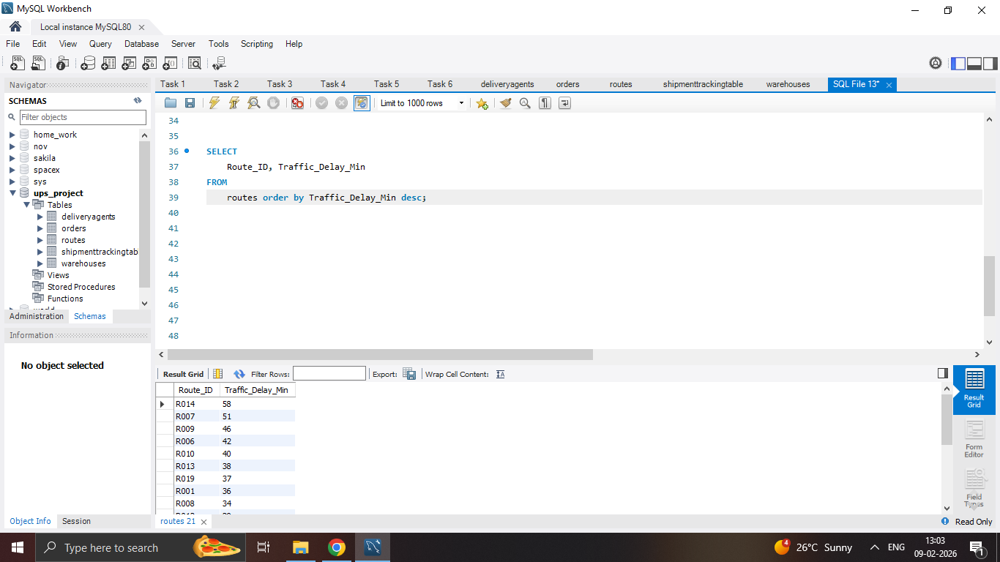 MySQL Workbench
Local instance MySQL80
File Edit View Query Database Server Tools Scripting Help
Navigator
SCHEMAS
Filter objects
home_work
nov
sakila
spacex
sys
ups_project
Tables
deliveryagents
orders
routes
shipmenttrackingtabl
warehouses
Views
Stored Procedures
Functions
Administration Schemas
Information
No object selected
Object Info Session
Task 1 Task 2 Task 3 Task 4 Task 5 Task 6 deliveryagents orders routes shipmenttrackingtable warehouses SQL File 13*
Limit to 1000 rows
34
35
36 SELECT
37 Route_ID, Traffic_Delay_Min
38 FROM
39 routes order by Traffic_Delay_Min desc;
40
41
42
43
44
45
46
47
48
Result Grid Filter Rows: Export: Wrap Cell Content:
Route_ID Traffic_Delay_Min
R014 58
R007 51
R009 46
R006 42
R010 40
R013 38
R019 37
R001 36
R008 34
Result
Grid
Form
Editor
Field
Types
routes 21
Read Only
Type here to search
26°C Sunny
ENG
13:03
09-02-2026
4
1